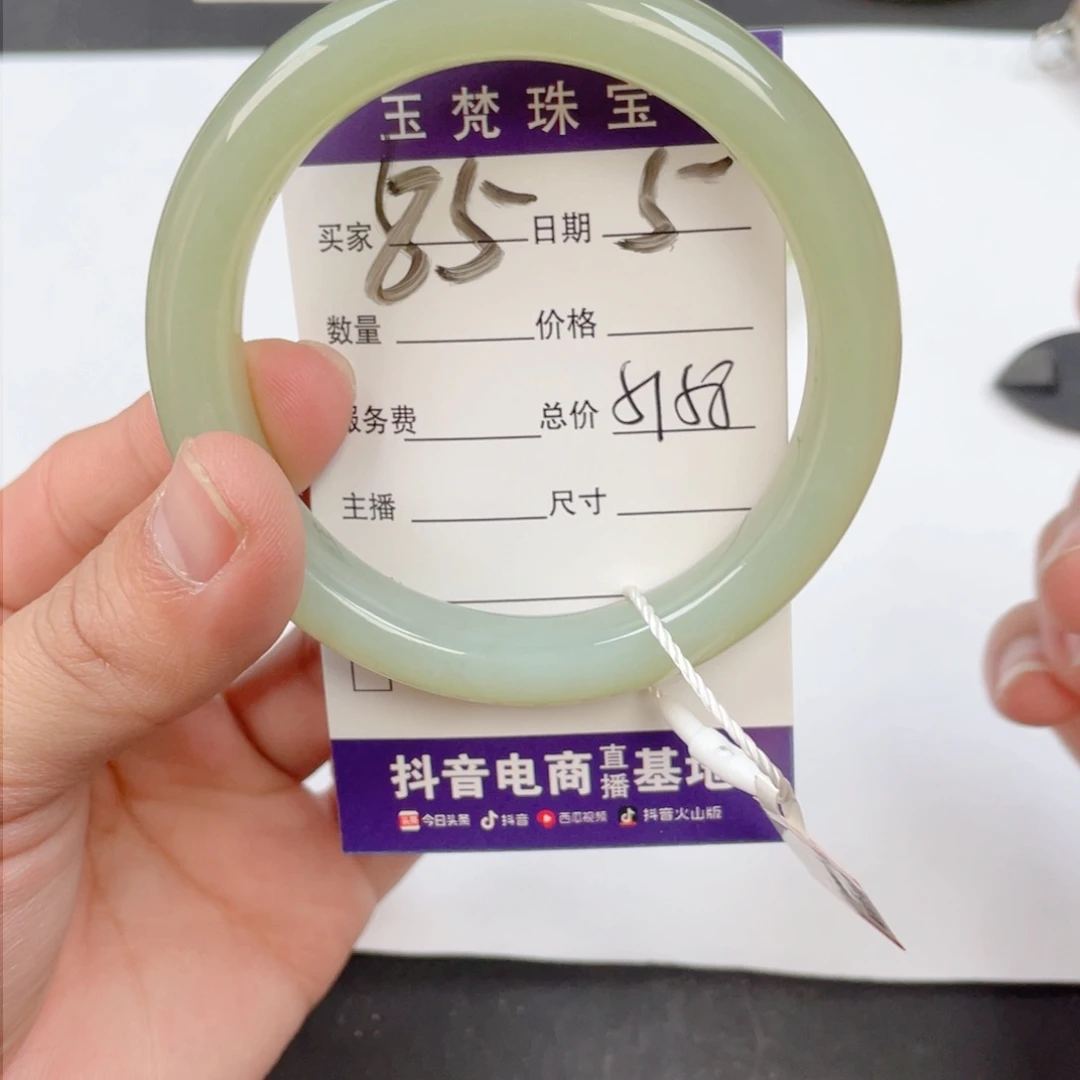 玉梵珠宝
买家 85 日期 5
数量 价格
服务费 总价
主播 尺寸
抖音电商直播基地
今日头条 抖音 西瓜视频 抖音火山版